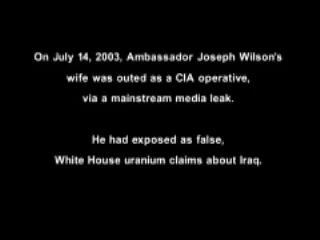 On July 14, 2003, Ambassador Joseph Wilson's
wife was outed as a CIA operative,
via a mainstream media leak.
He had exposed as false,
White House uranium claims about Iraq.